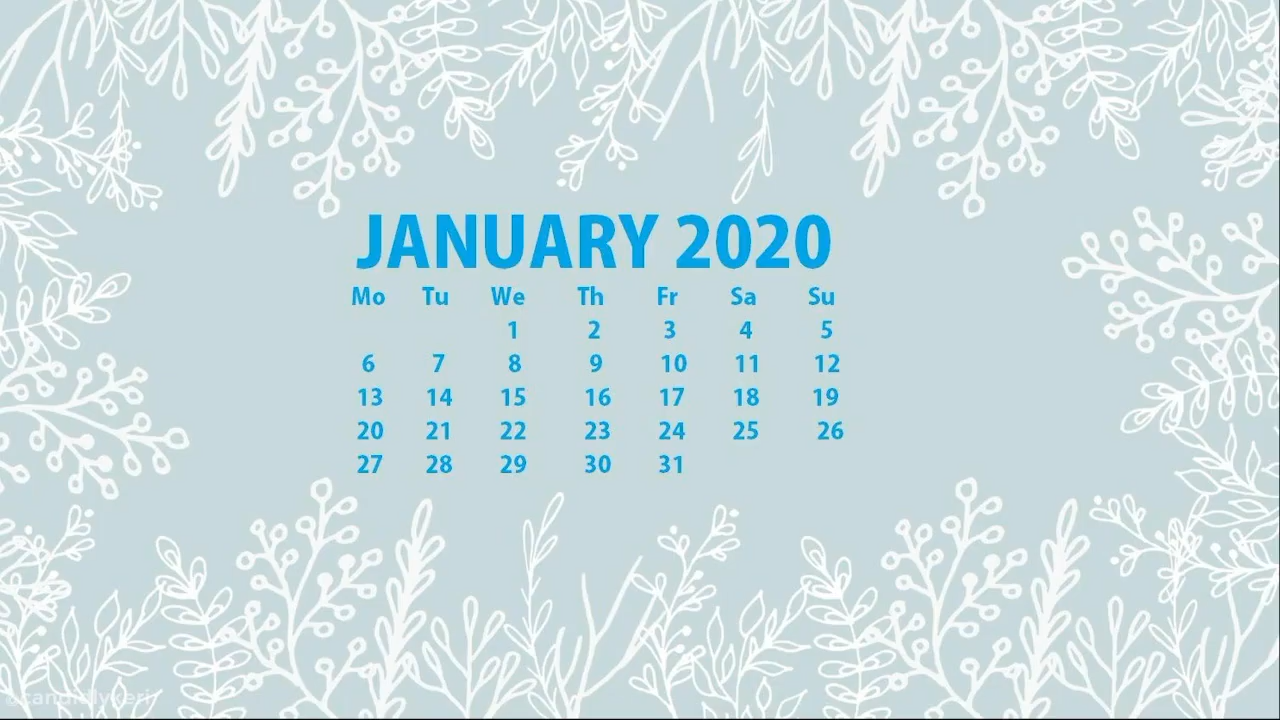 JANUARY 2020
Mo Tu We Th Fr Sa Su
1 2 3 4 5
6 7 8 9 10 11 12
13 14 15 16 17 18 19
20 21 22 23 24 25 26
27 28 29 30 31
@candidlykeri